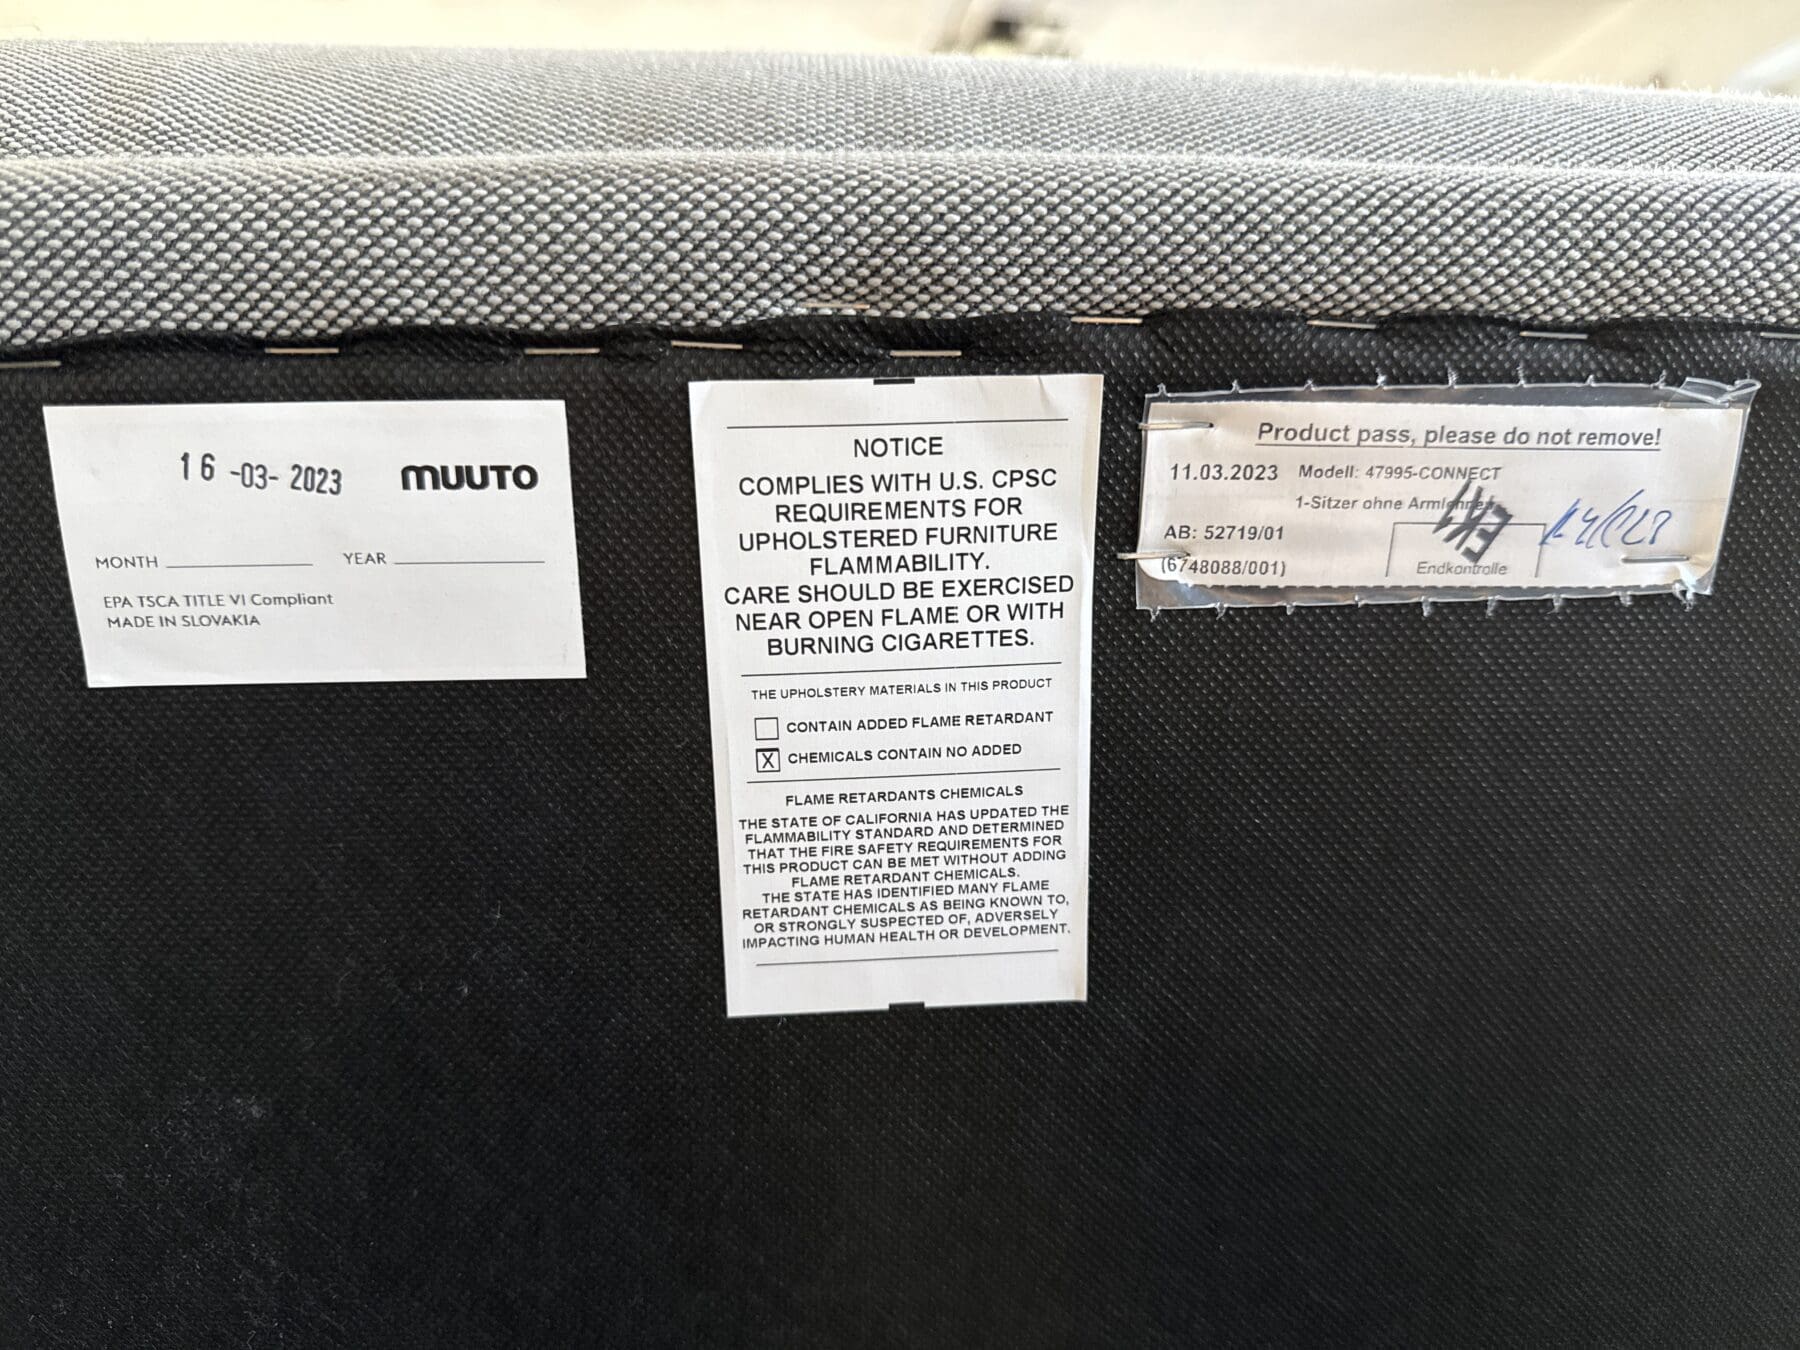 16 -03- 2023 MUUTO
MONTH YEAR
EPA TSCA TITLE VI Compliant
MADE IN SLOVAKIA
NOTICE
COMPLIES WITH U.S. CPSC
REQUIREMENTS FOR
UPHOLSTERED FURNITURE
FLAMMABILITY.
CARE SHOULD BE EXERCISED
NEAR OPEN FLAME OR WITH
BURNING CIGARETTES.
THE UPHOLSTERY MATERIALS IN THIS PRODUCT
CONTAIN ADDED FLAME RETARDANT
X CHEMICALS CONTAIN NO ADDED
FLAME RETARDANTS CHEMICALS
THE STATE OF CALIFORNIA HAS UPDATED THE
FLAMMABILITY STANDARD AND DETERMINED
THAT THE FIRE SAFETY REQUIREMENTS FOR
THIS PRODUCT CAN BE MET WITHOUT ADDING
FLAME RETARDANT CHEMICALS.
THE STATE HAS IDENTIFIED MANY FLAME
RETARDANT CHEMICALS AS BEING KNOWN TO,
OR STRONGLY SUSPECTED OF, ADVERSELY
IMPACTING HUMAN HEALTH OR DEVELOPMENT.
Product pass, please do not remove!
11.03.2023 Modell: 47995-CONNECT
1-Sitzer ohne Armlehnen
AB: 52719/01
(6748088/001) Endkontrolle